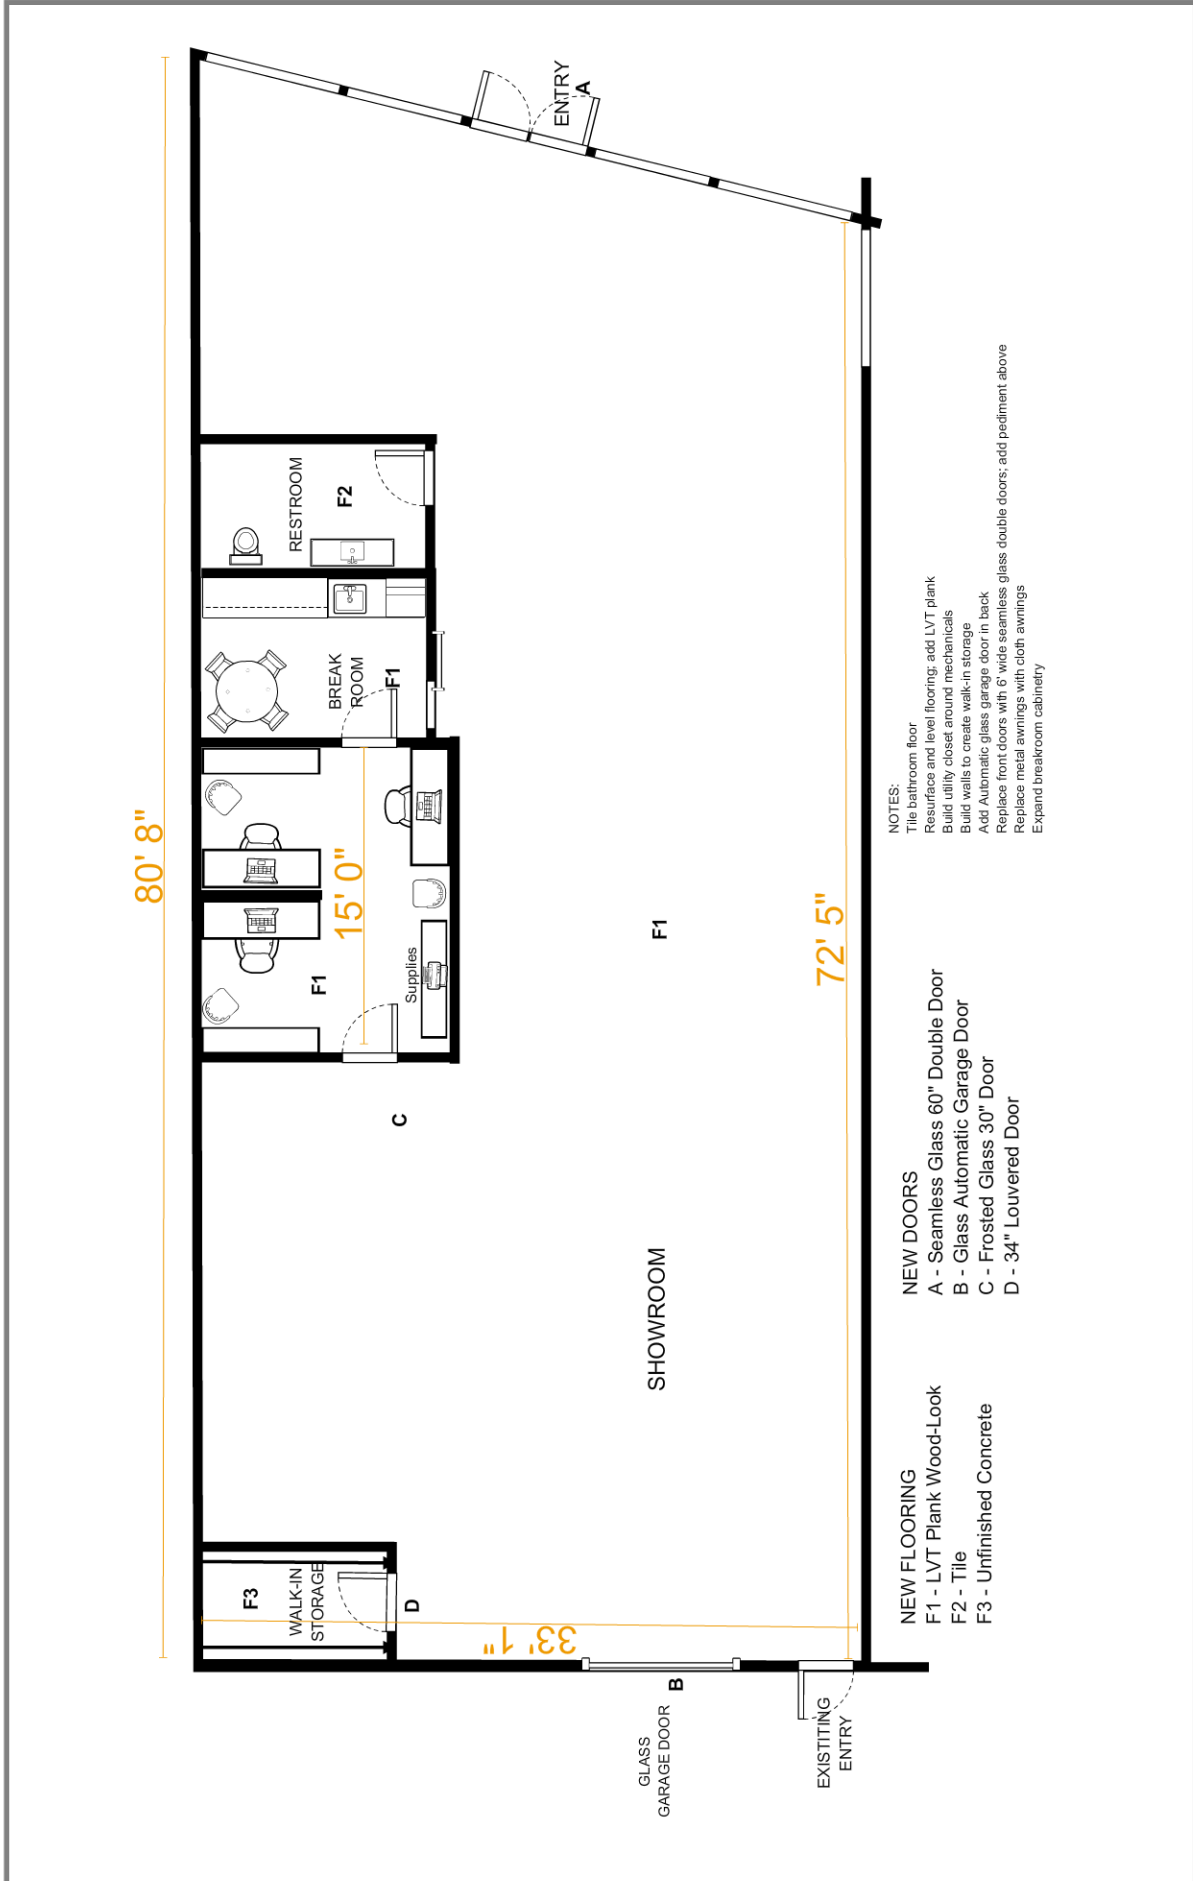 80' 8"
ENTRY
A
RESTROOM
F2
BREAK
ROOM
F1
15' 0"
F1
Supplies
C
F1
72' 5"
SHOWROOM
F3
WALK-IN
STORAGE
D
33' 1"
B
GLASS
GARAGE DOOR
EXISTITING
ENTRY
NEW FLOORING
F1 - LVT Plank Wood-Look
F2 - Tile
F3 - Unfinished Concrete
NEW DOORS
A - Seamless Glass 60" Double Door
B - Glass Automatic Garage Door
C - Frosted Glass 30" Door
D - 34" Louvered Door
NOTES:
Tile bathroom floor
Resurface and level flooring; add LVT plank
Build utility closet around mechanicals
Build walls to create walk-in storage
Add Automatic glass garage door in back
Replace front doors with 6' wide seamless glass double doors; add pediment above
Replace metal awnings with cloth awnings
Expand breakroom cabinetry